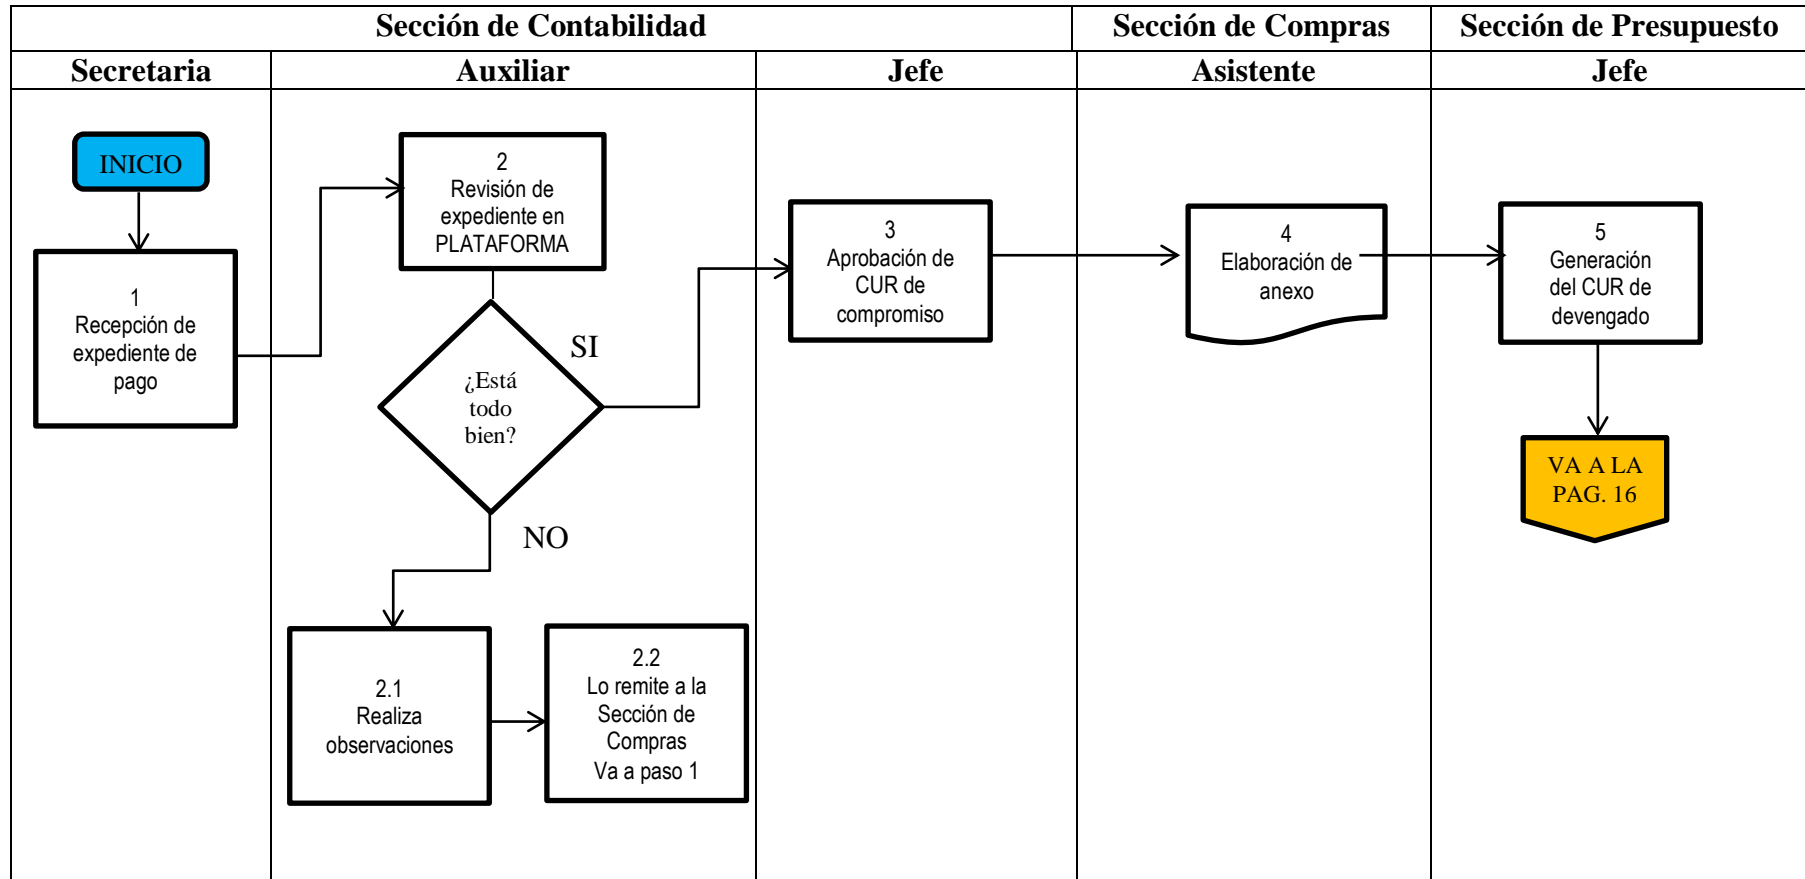 Sección de Contabilidad
Sección de Compras
Sección de Presupuesto
Secretaria
Auxiliar
Jefe
Asistente
Jefe
INICIO
1
Recepción de
expediente de
pago
2
Revisión de
expediente en
PLATAFORMA
¿Está
todo
bien?
SI
NO
2.1
Realiza
observaciones
2.2
Lo remite a la
Sección de
Compras
Va a paso 1
3
Aprobación de
CUR de
compromiso
4
Elaboración de
anexo
5
Generación
del CUR de
devengado
VA A LA
PAG. 16